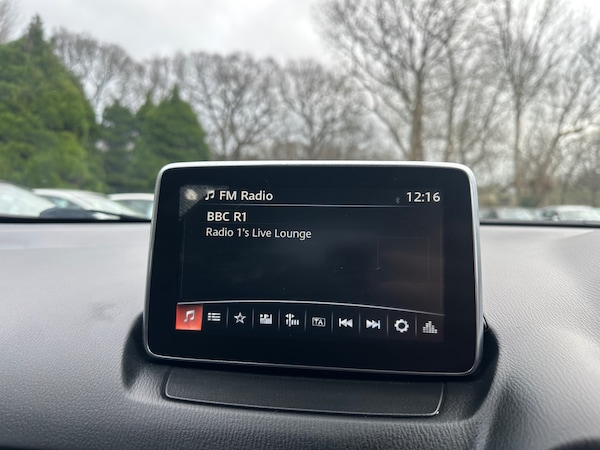 FM Radio 12:16
BBC R1
Radio 1's Live Lounge
TA